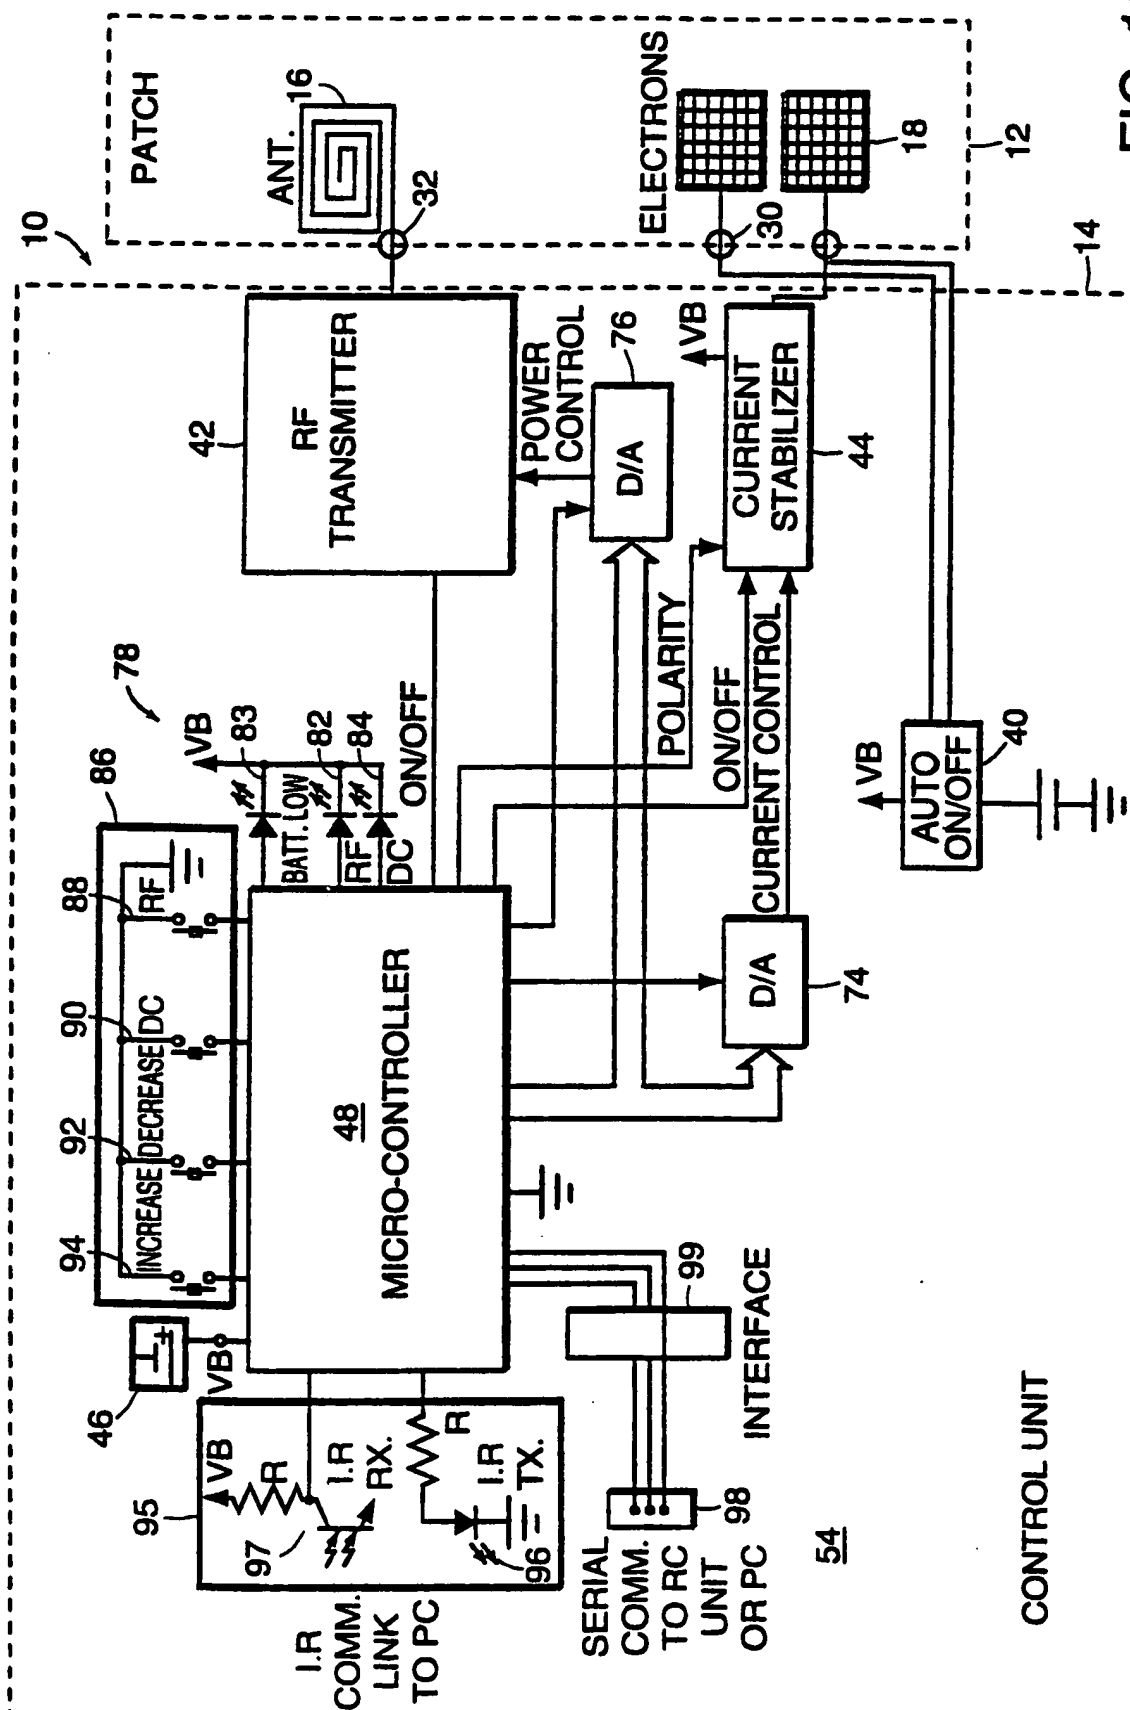 10
PATCH
ANT.
16
32
ELECTRONS
30
18
12
14
42
RF
TRANSMITTER
POWER
CONTROL
76
D/A
VB
CURRENT
STABILIZER
44
POLARITY
ON/OFF
CURRENT CONTROL
ON/OFF
78
VB
83
BATT. LOW
82
RF
84
DC
86
88
RF
90
DC
92
DECREASE
94
INCREASE
46
VB
MICRO-CONTROLLER
48
D/A
74
VB
AUTO
ON/OFF
40
95
VB
R
97
I.R
RX.
R
I.R
TX.
96
I.R
COMM.
LINK
TO PC
99
INTERFACE
98
SERIAL
COMM.
TO RC
UNIT
OR PC
54
CONTROL UNIT
FIG.